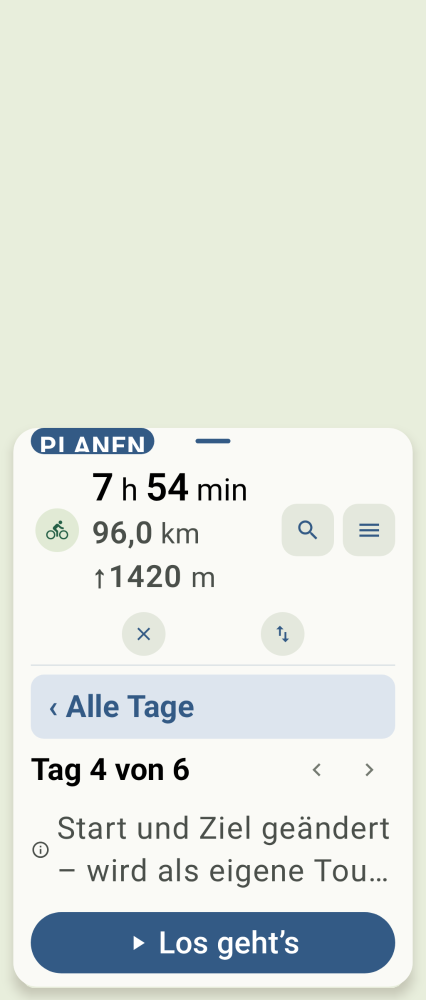 PLANEN
7 h 54 min
96,0 km
↑1420 m
‹ Alle Tage
Tag 4 von 6
Start und Ziel geändert
– wird als eigene Tou…
Los geht’s